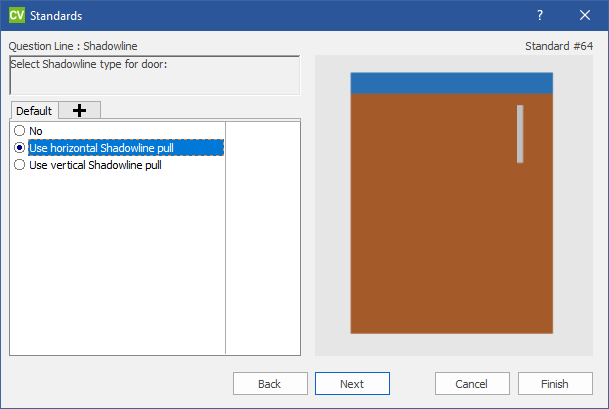 CV Standards ?
Question Line : Shadowline Standard #64
Select Shadowline type for door:
Default
No
Use horizontal Shadowline pull
Use vertical Shadowline pull
Back Next Cancel Finish